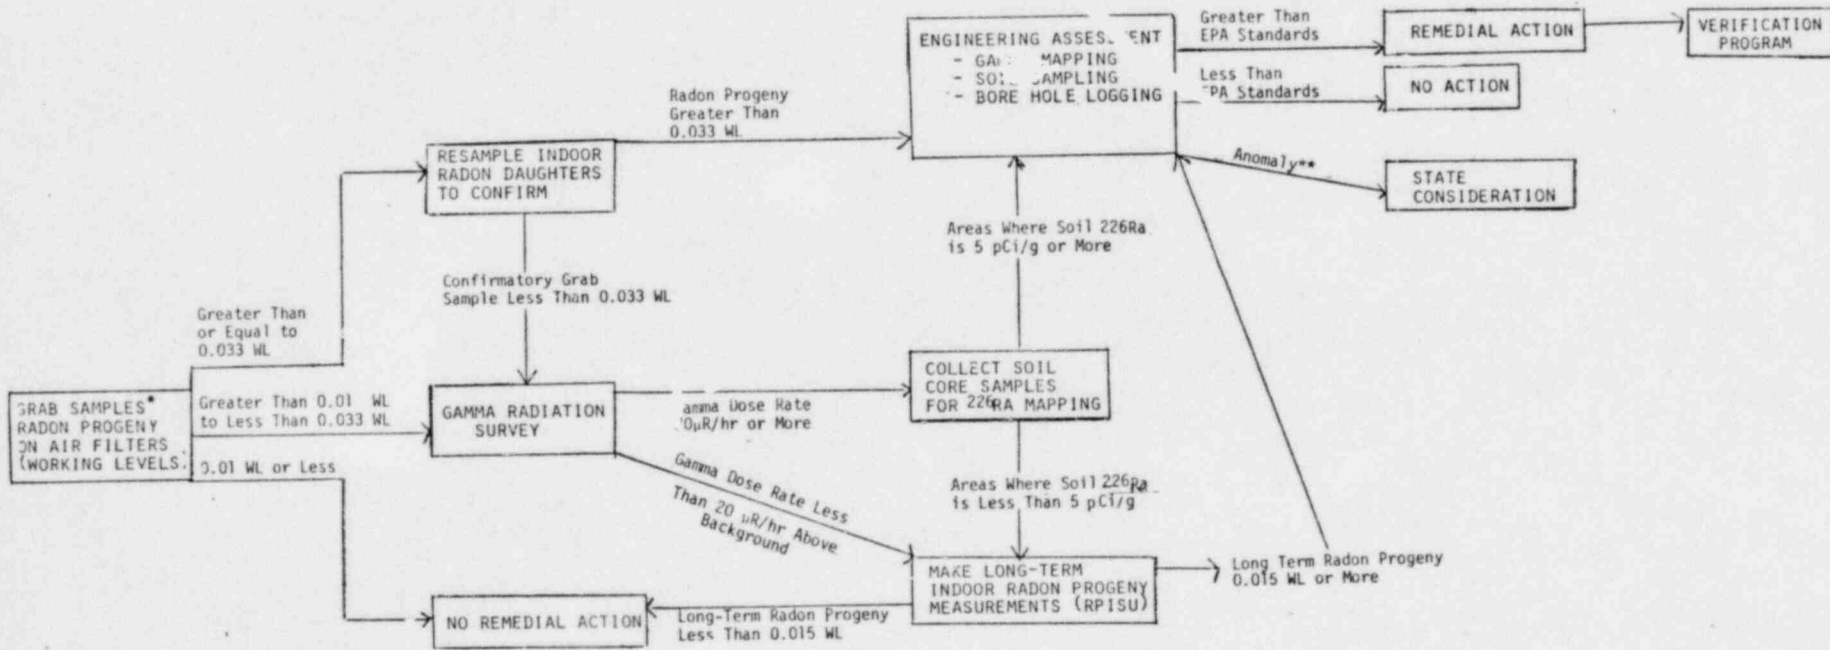 GRAB SAMPLES*
RADON PROGENY
ON AIR FILTERS
(WORKING LEVELS.
Greater Than
or Equal to
0.033 WL
Greater Than 0.01 WL
to Less Than 0.033 WL
0.01 WL or Less
RESAMPLE INDOOR
RADON DAUGHTERS
TO CONFIRM
Radon Progeny
Greater Than
0.033 WL
Confirmatory Grab
Sample Less Than 0.033 WL
GAMMA RADIATION
SURVEY
amma Dose Rate
0µR/hr or More
Gamma Dose Rate Less
Than 20 µR/hr Above
Background
NO REMEDIAL ACTION
Long-Term Radon Progeny
Less Than 0.015 WL
ENGINEERING
- MAPPING
- SAMPLING
- BORE HOLE LOGGING
Areas Where Soil 226Ra
is 5 pCi/g or More
COLLECT SOIL
CORE SAMPLES
FOR 226RA MAPPING
Areas Where Soil 226Ra
is Less Than 5 pCi/g
MAKE LONG-TERM
INDOOR RADON PROGENY
MEASUREMENTS (RPISU)
Long Term Radon Progeny
0.015 WL or More
Greater Than
EPA Standards
REMEDIAL ACTION
VERIFICATION
PROGRAM
Less Than
EPA Standards
NO ACTION
Anomaly**
STATE
CONSIDERATION